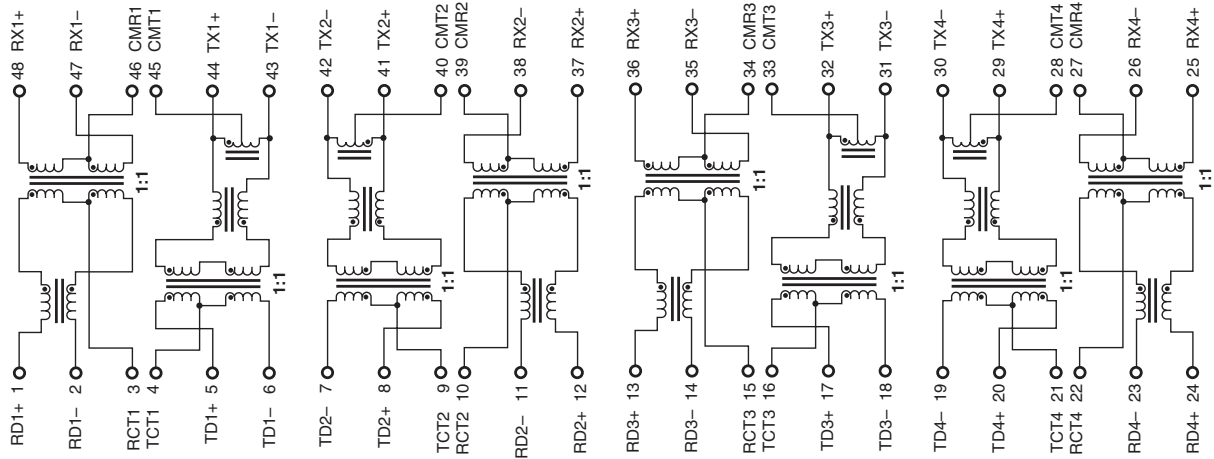 48 RX1+
47 RX1–
46 CMR1
45 CMT1
44 TX1+
43 TX1–
42 TX2–
41 TX2+
40 CMT2
39 CMR2
38 RX2–
37 RX2+
36 RX3+
35 RX3–
34 CMR3
33 CMT3
32 TX3+
31 TX3–
30 TX4–
29 TX4+
28 CMT4
27 CMR4
26 RX4–
25 RX4+
1:1
1:1
1:1
1:1
1:1
1:1
1:1
1:1
RD1+ 1
RD1– 2
RCT1 3
TCT1 4
TD1+ 5
TD1– 6
TD2– 7
TD2+ 8
TCT2 9
RCT2 10
RD2– 11
RD2+ 12
RD3+ 13
RD3– 14
RCT3 15
TCT3 16
TD3+ 17
TD3– 18
TD4– 19
TD4+ 20
TCT4 21
RCT4 22
RD4– 23
RD4+ 24